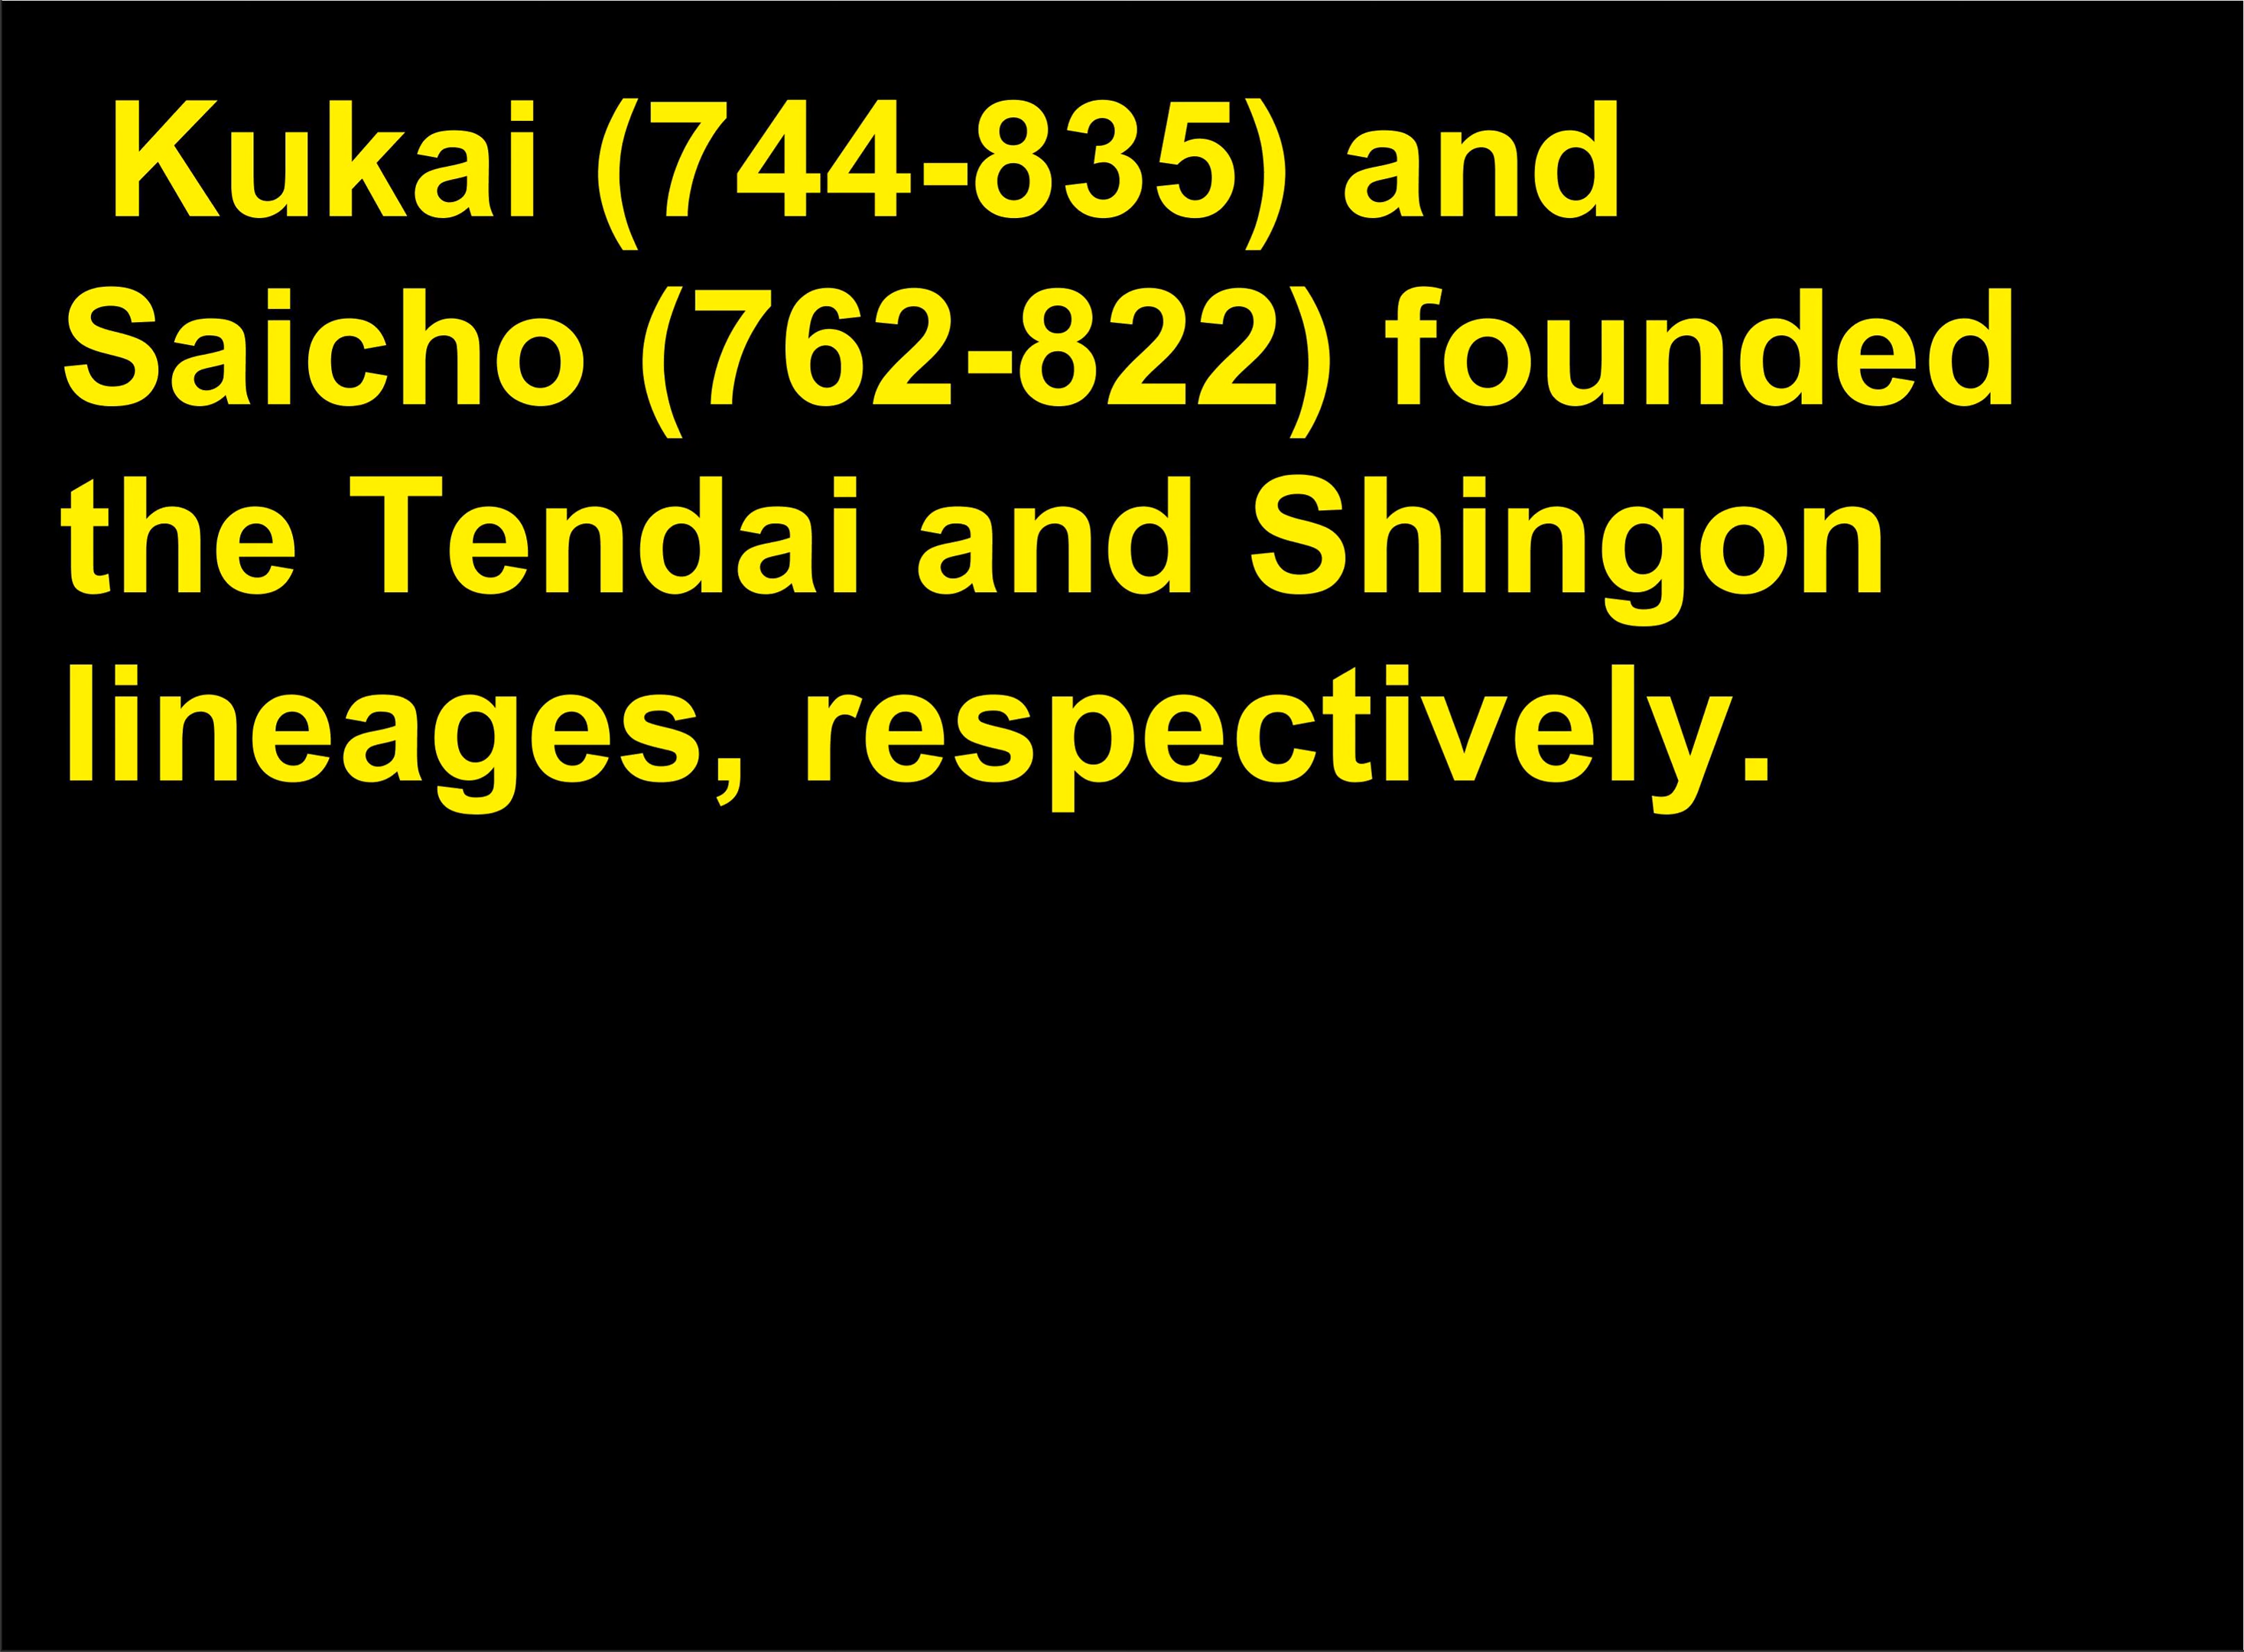 Kukai (744-835) and
Saicho (762-822) founded
the Tendai and Shingon
lineages, respectively.